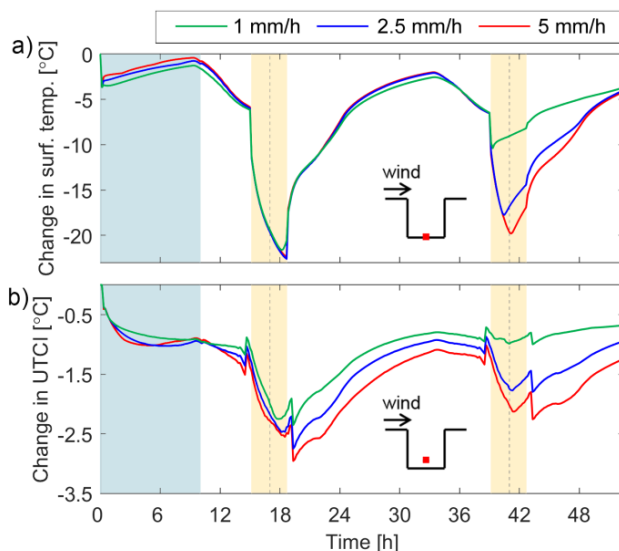 1 mm/h 2.5 mm/h 5 mm/h
a)
Change in surf. temp. [°C]
0
-5
-10
-15
-20
wind
b)
Change in UTCI [°C]
-0.5
-1.5
-2.5
-3.5
wind
0 6 12 18 24 30 36 42 48
Time [h]